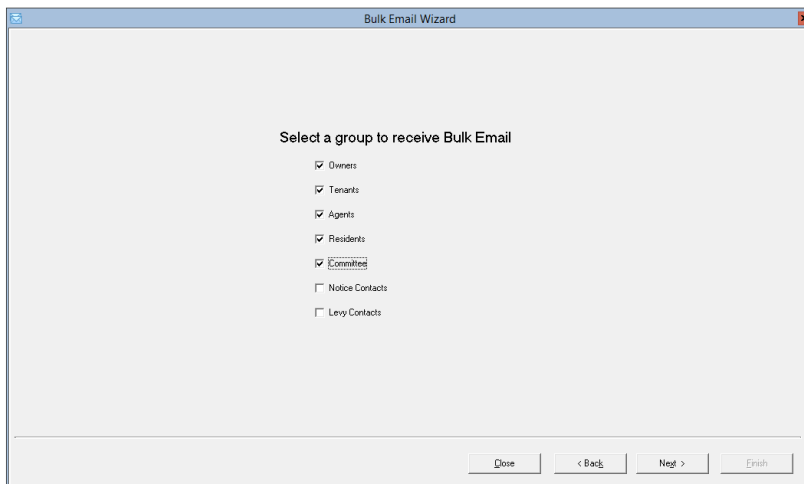 Bulk Email Wizard
Select a group to receive Bulk Email
Owners
Tenants
Agents
Residents
Committee
Notice Contacts
Levy Contacts
Close
< Back
Next >
Finish